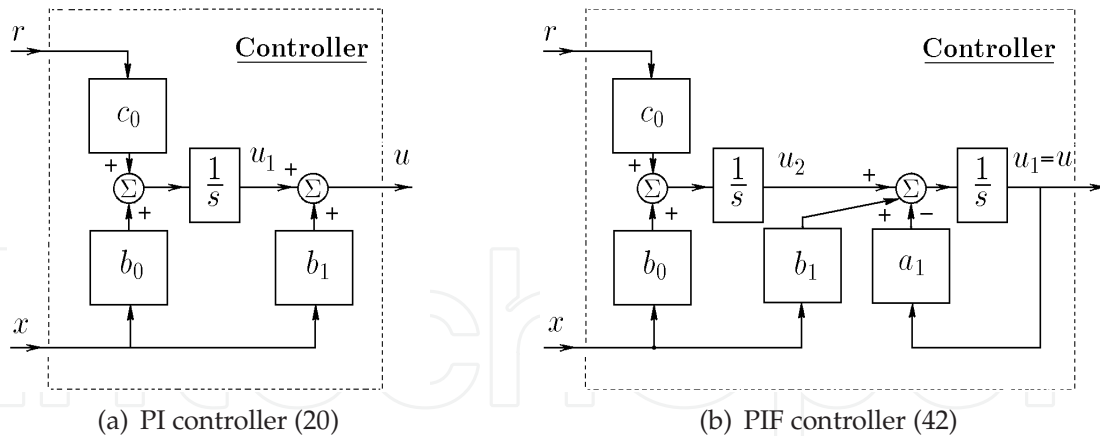 r
Controller
c₀
+
Σ
+
1/s
u₁
+
Σ
+
u
b₀
b₁
x
(a) PI controller (20)
r
Controller
c₀
+
Σ
+
1/s
u₂
+
Σ
+
−
1/s
u₁=u
b₀
b₁
a₁
x
(b) PIF controller (42)